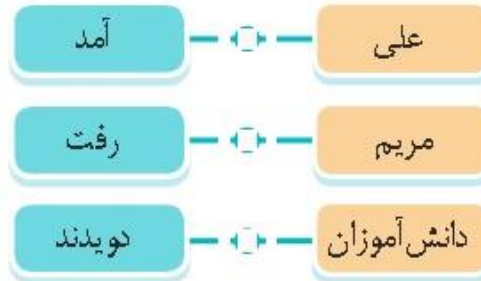 علی آمد
مریم رفت
دانش‌آموزان دویدند